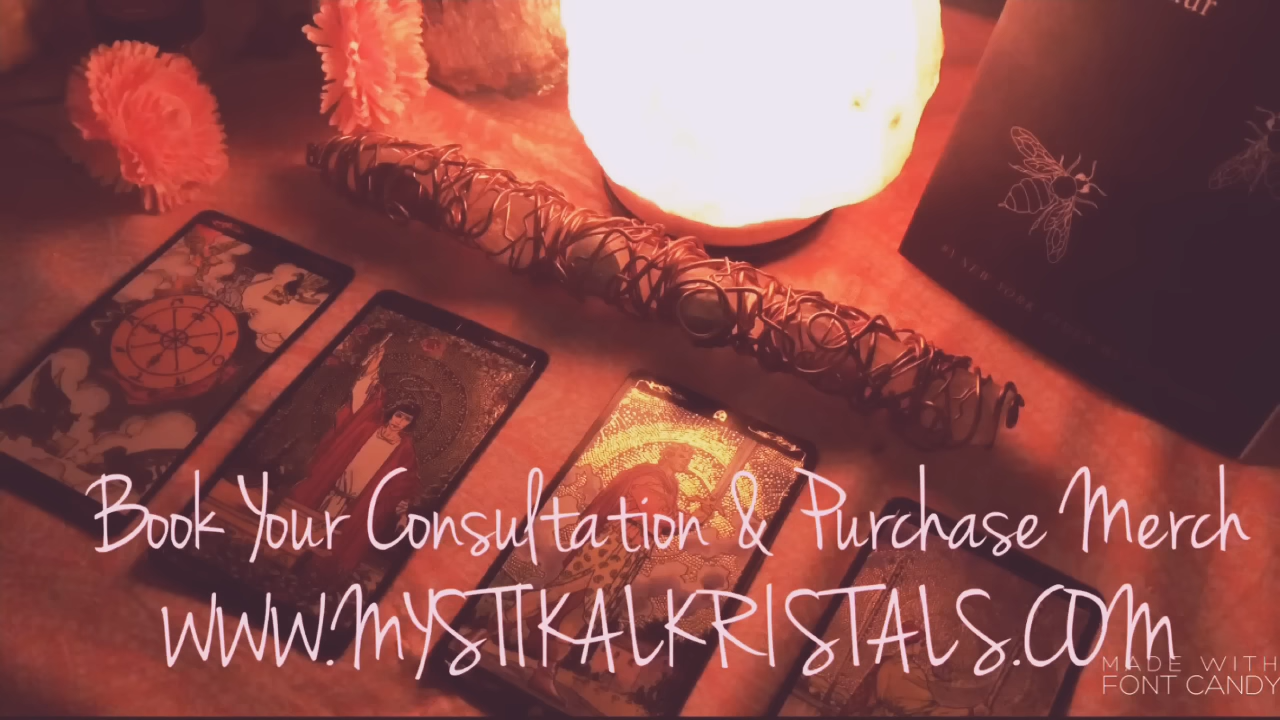 Book Your Consultation & Purchase Merch
WWW.MYSTIKALKRISTALS.COM
MADE WITH
FONT CANDY